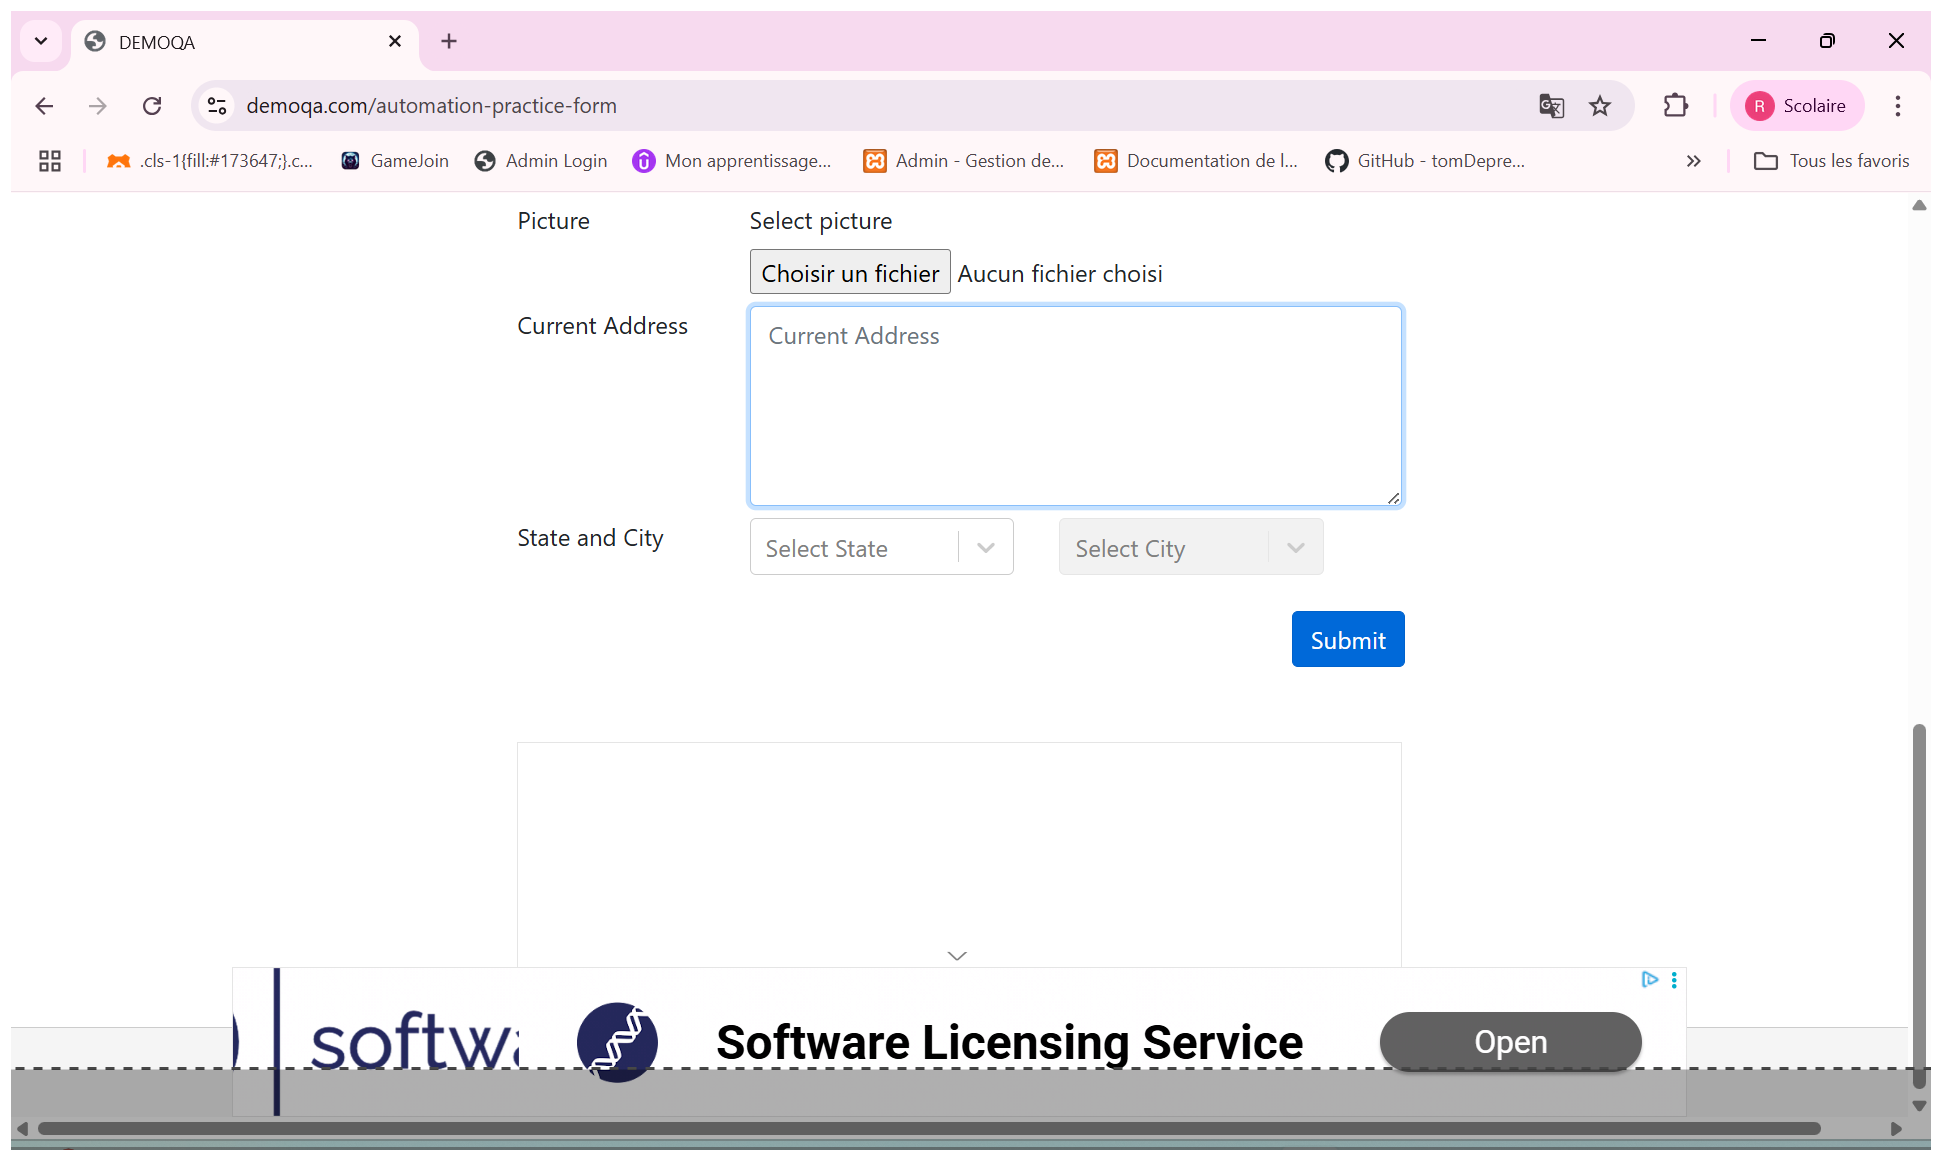 DEMOQA
demoqa.com/automation-practice-form
R Scolaire
.cls-1{fill:#173647;}.c...
GameJoin
Admin Login
Mon apprentissage...
Admin - Gestion de...
Documentation de l...
GitHub - tomDepre...
Tous les favoris
Picture
Select picture
Choisir un fichier Aucun fichier choisi
Current Address
Current Address
State and City
Select State
Select City
Submit
softwa
Software Licensing Service
Open